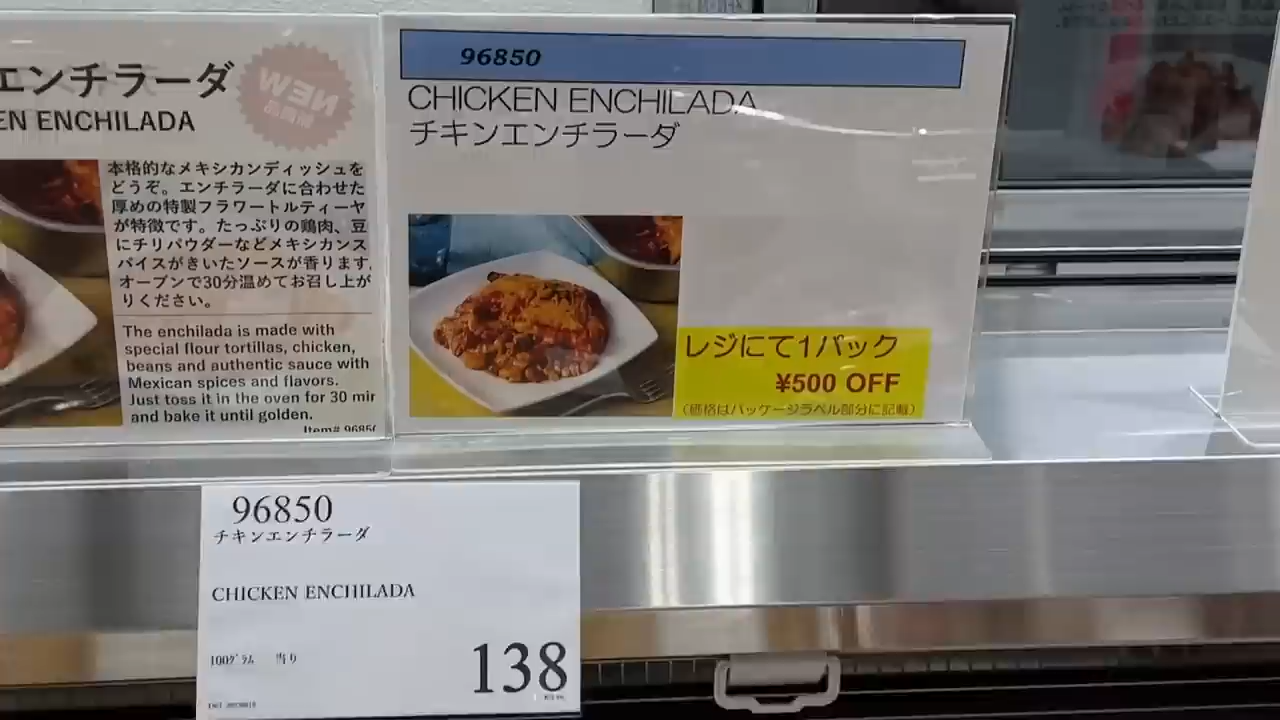 エンチラーダ
EN ENCHILADA
NEW
本格的なメキシカンディッシュを
どうぞ。エンチラーダに合わせた
厚めの特製フラワートルティーヤ
が特徴です。たっぷりの鶏肉、豆
にチリパウダーなどメキシカンス
パイスがきいたソースが香ります。
オーブンで30分温めてお召し上が
りください。
The enchilada is made with
special flour tortillas, chicken,
beans and authentic sauce with
Mexican spices and flavors.
Just toss it in the oven for 30 min
and bake it until golden.
Item# 96850
96850
CHICKEN ENCHILADA
チキンエンチラーダ
レジにて1パック
¥500 OFF
(価格はパッケージラベル部分に記載)
96850
チキンエンチラーダ
CHICKEN ENCHILADA
100ｸﾞﾗﾑ 当り
138